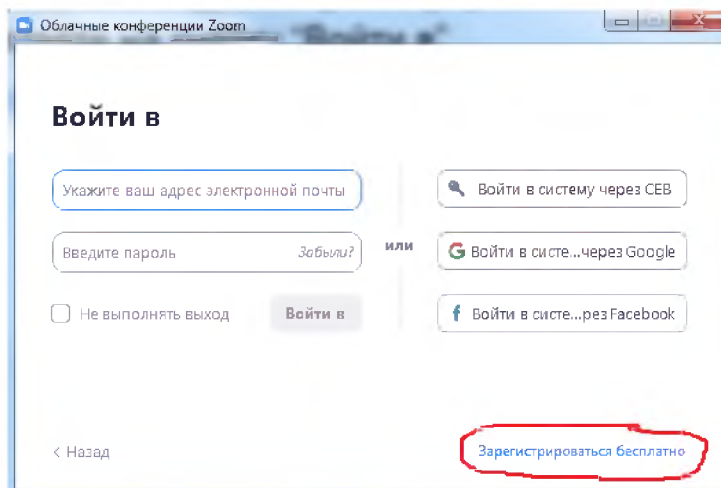 Облачные конференции Zoom
"Войти в"
Войти в
Укажите ваш адрес электронной почты
Введите пароль
Забыли?
Не выполнять выход
Войти в
или
Войти в систему через СЕВ
Войти в систе...через Google
Войти в систе...рез Facebook
< Назад
Зарегистрироваться бесплатно